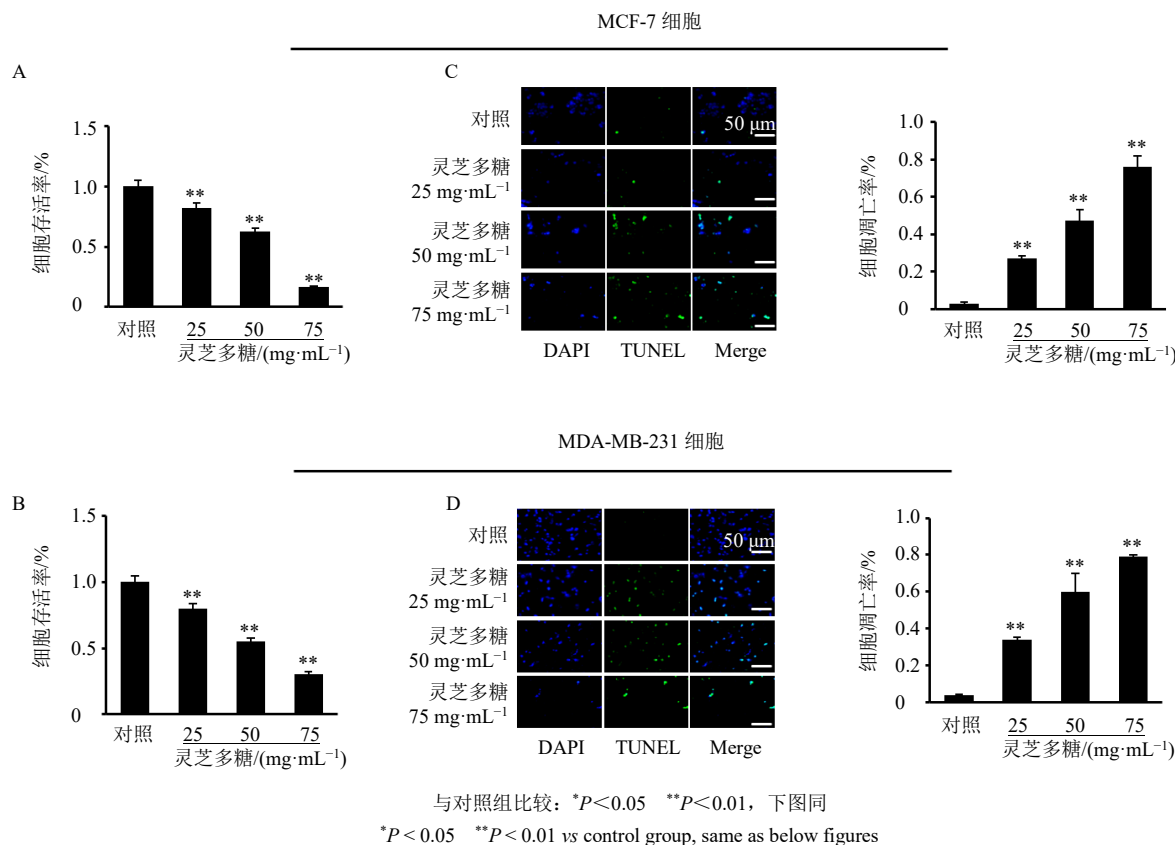 MCF-7 细胞
A
细胞存活率/%
1.5
1.0
0.5
0
**
**
**
对照
25
50
75
灵芝多糖/(mg·mL⁻¹)
C
对照
50 μm
灵芝多糖
25 mg·mL⁻¹
灵芝多糖
50 mg·mL⁻¹
灵芝多糖
75 mg·mL⁻¹
DAPI
TUNEL
Merge
细胞凋亡率/%
1.0
0.8
0.6
0.4
0.2
0
**
**
**
对照
25
50
75
灵芝多糖/(mg·mL⁻¹)
MDA-MB-231 细胞
B
细胞存活率/%
1.5
1.0
0.5
0
**
**
**
对照
25
50
75
灵芝多糖/(mg·mL⁻¹)
D
对照
50 μm
灵芝多糖
25 mg·mL⁻¹
灵芝多糖
50 mg·mL⁻¹
灵芝多糖
75 mg·mL⁻¹
DAPI
TUNEL
Merge
细胞凋亡率/%
1.0
0.8
0.6
0.4
0.2
0
**
**
**
对照
25
50
75
灵芝多糖/(mg·mL⁻¹)
与对照组比较：*P＜0.05 **P＜0.01，下图同
*P < 0.05 **P < 0.01 vs control group, same as below figures